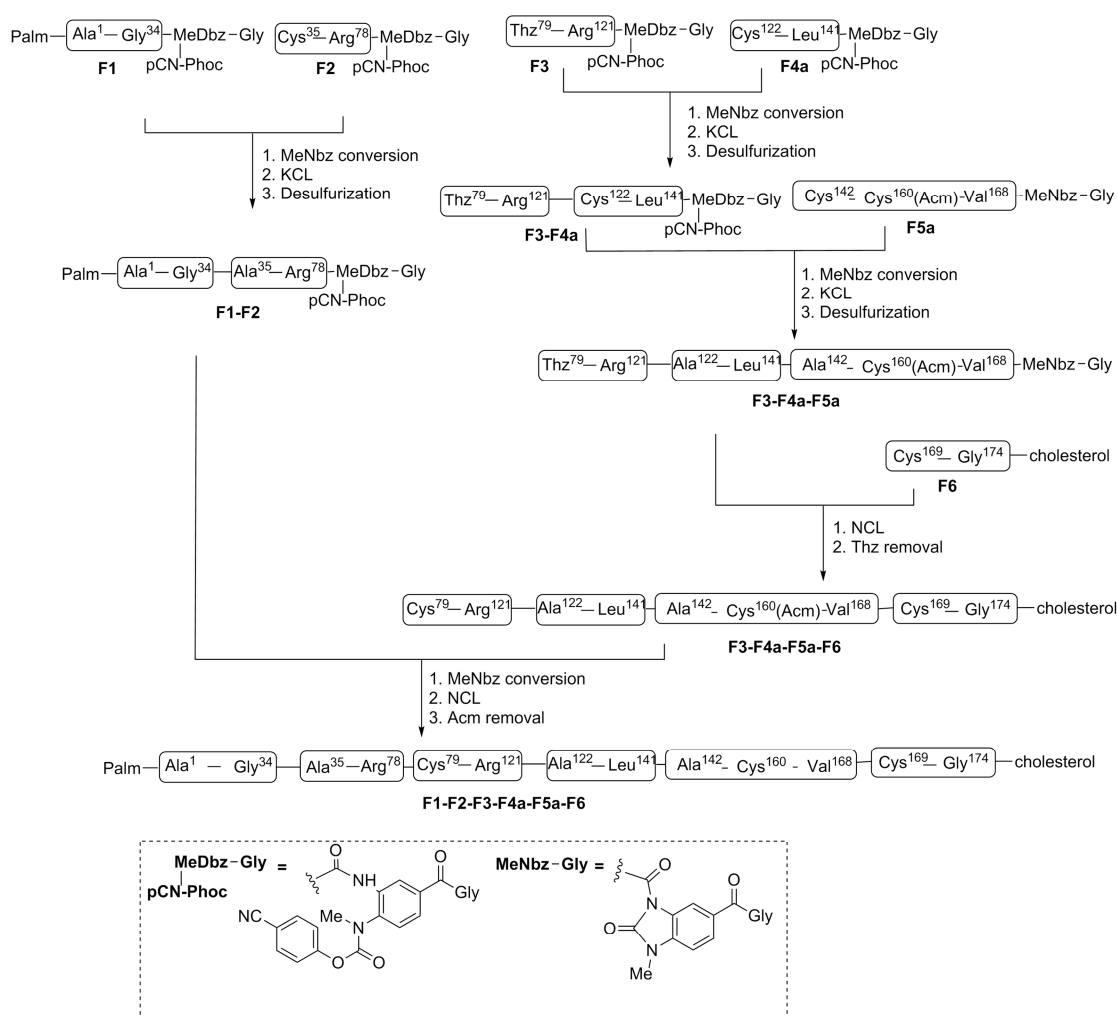 Palm—Ala¹— Gly³⁴—MeDbz–Gly
pCN-Phoc
F1
Cys³⁵— Arg⁷⁸–MeDbz–Gly
pCN-Phoc
F2
Thz⁷⁹— Arg¹²¹—MeDbz–Gly
pCN-Phoc
F3
Cys¹²²— Leu¹⁴¹–MeDbz–Gly
pCN-Phoc
F4a
1. MeNbz conversion
2. KCL
3. Desulfurization
1. MeNbz conversion
2. KCL
3. Desulfurization
Thz⁷⁹— Arg¹²¹—Cys¹²²— Leu¹⁴¹–MeDbz–Gly
pCN-Phoc
F3-F4a
Cys¹⁴²- Cys¹⁶⁰(Acm)-Val¹⁶⁸–MeNbz–Gly
F5a
Palm—Ala¹— Gly³⁴—Ala³⁵— Arg⁷⁸–MeDbz–Gly
pCN-Phoc
F1-F2
1. MeNbz conversion
2. KCL
3. Desulfurization
Thz⁷⁹— Arg¹²¹—Ala¹²²— Leu¹⁴¹—Ala¹⁴²- Cys¹⁶⁰(Acm)-Val¹⁶⁸–MeNbz–Gly
F3-F4a-F5a
Cys¹⁶⁹— Gly¹⁷⁴—cholesterol
F6
1. NCL
2. Thz removal
Cys⁷⁹— Arg¹²¹—Ala¹²²— Leu¹⁴¹—Ala¹⁴²- Cys¹⁶⁰(Acm)-Val¹⁶⁸—Cys¹⁶⁹— Gly¹⁷⁴—cholesterol
F3-F4a-F5a-F6
1. MeNbz conversion
2. NCL
3. Acm removal
Palm—Ala¹ — Gly³⁴—Ala³⁵—Arg⁷⁸—Cys⁷⁹— Arg¹²¹—Ala¹²²—Leu¹⁴¹—Ala¹⁴²- Cys¹⁶⁰ - Val¹⁶⁸—Cys¹⁶⁹— Gly¹⁷⁴—cholesterol
F1-F2-F3-F4a-F5a-F6
MeDbz–Gly =
pCN-Phoc
O
NH
O
Gly
Me
N
NC
O
O
MeNbz–Gly =
O
N
O
Gly
O
N
Me